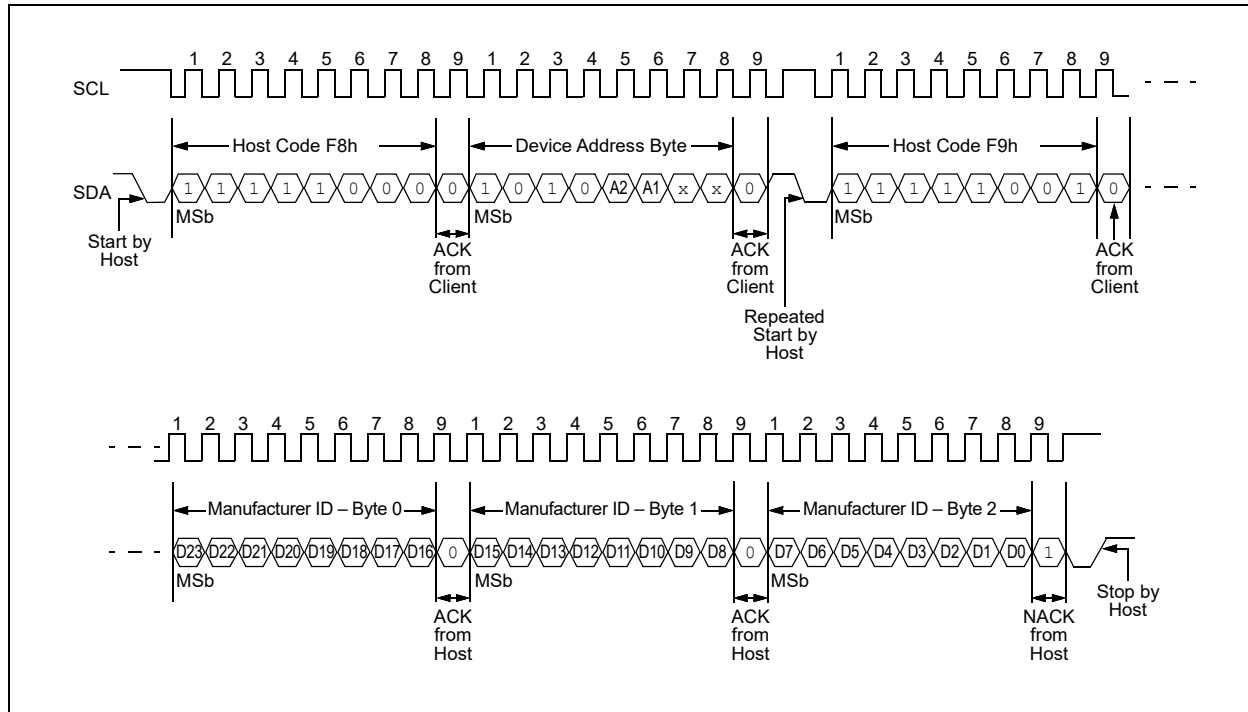 1 2 3 4 5 6 7 8 9 1 2 3 4 5 6 7 8 9 1 2 3 4 5 6 7 8 9
SCL
Host Code F8h Device Address Byte Host Code F9h
SDA 1 1 1 1 1 0 0 0 0 1 0 1 0 A2 A1 x x 0 1 1 1 1 1 0 0 1 0
MSb MSb MSb
Start by
Host
ACK
from
Client
ACK
from
Client
Repeated
Start by
Host
ACK
from
Client
1 2 3 4 5 6 7 8 9 1 2 3 4 5 6 7 8 9 1 2 3 4 5 6 7 8 9
Manufacturer ID – Byte 0 Manufacturer ID – Byte 1 Manufacturer ID – Byte 2
D23 D22 D21 D20 D19 D18 D17 D16 0 D15 D14 D13 D12 D11 D10 D9 D8 0 D7 D6 D5 D4 D3 D2 D1 D0 1
MSb MSb MSb
ACK
from
Host
ACK
from
Host
NACK
from
Host
Stop by
Host